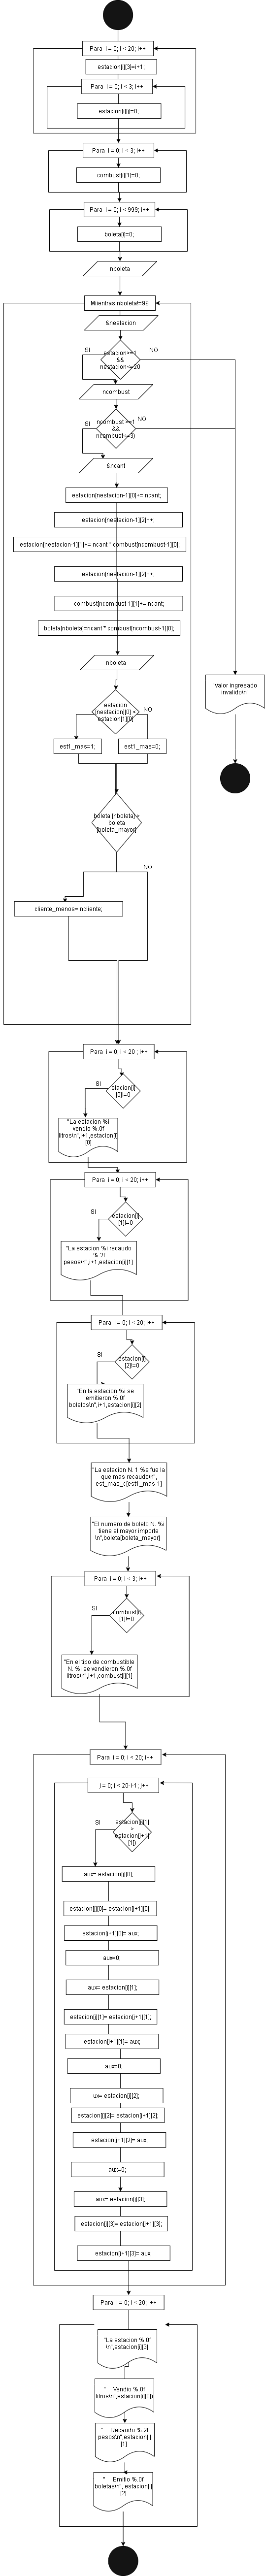 Para i = 0; i < 20; i++
estacion[i][3]=i+1;
Para i = 0; i < 3; i++
estacion[i][j]=0;
Para i = 0; i < 3; i++
combust[i][1]=0;
Para i = 0; i < 999; i++
boleta[i]=0;
nboleta
Miientras nboleta!=99
&nestacion
SI
NO
estacion>=1
&&
nestacion<=20
ncombust
SI
NO
ncombust >=1
&&
ncombust<=3)
&ncant
estacion[nestacion-1][0]+= ncant;
estacion[nestacion-1][2]++;
estacion[nestacion-1][1]+= ncant * combust[ncombust-1][0];
estacion[nestacion-1][2]++;
combust[ncombust-1][1]+= ncant;
boleta[nboleta]=ncant * combust[ncombust-1][0];
"Valor ingresado
invalido\n"
nboleta
NO
estacion
[nestacion][0] +
estacion[1][0]
est1_mas=1;
est1_mas=0;
boleta [nboleta] >
boleta
[boleta_mayor]
NO
cliente_menos= ncliente;
Para i = 0; i < 20 ; i++
SI
stacion[i]
[0]!=0
"La estacion %i
vendio %.0f
litros\n",i+1,estacion[i]
[0]
Para i = 0; i < 20; i++
SI
estacion[i]
[1]!=0
"La estacion %i recaudo
%.2f
pesos\n",i+1,estacion[i][1]
Para i = 0; i < 20; i++
SI
estacion[i]
[2]!=0
"En la estacion %i se
emitieron %.0f
boletos\n",i+1,estacion[i][2]
"La estacion N. 1 %s fue la
que mas recaudo\n",
est_mas_c[est1_mas-1]
"El numero de boleto N. %i
tiene el mayor importe
\n",boleta[boleta_mayor]
Para i = 0; i < 3; i++
SI
combust[i]
[1]!=0
"En el tipo de combustible
N. %i se vendieron %.0f
litros\n",i+1,combust[i][1]
Para i = 0; i < 20; i++
j = 0; j < 20-i-1; j++
SI
estacion[j][1]
>
estacion[j+1]
[1])
aux= estacion[j][0];
estacion[j][0]= estacion[j+1][0];
estacion[j+1][0]= aux;
aux=0;
aux= estacion[j][1];
estacion[j][1]= estacion[j+1][1];
estacion[j+1][1]= aux;
aux=0;
ux= estacion[j][2];
estacion[j][2]= estacion[j+1][2];
estacion[j+1][2]= aux;
aux=0;
aux= estacion[j][3];
estacion[j][3]= estacion[j+1][3];
estacion[j+1][3]= aux;
Para i = 0; i < 20; i++
"La estacion %.0f
\n",estacion[i][3]
" Vendio %.0f
litros\n",estacion[i][0])
" Recaudo %.2f
pesos\n",estacion[i]
[1]
" Emitio %.0f
boletas\n", estacion[i]
[2]